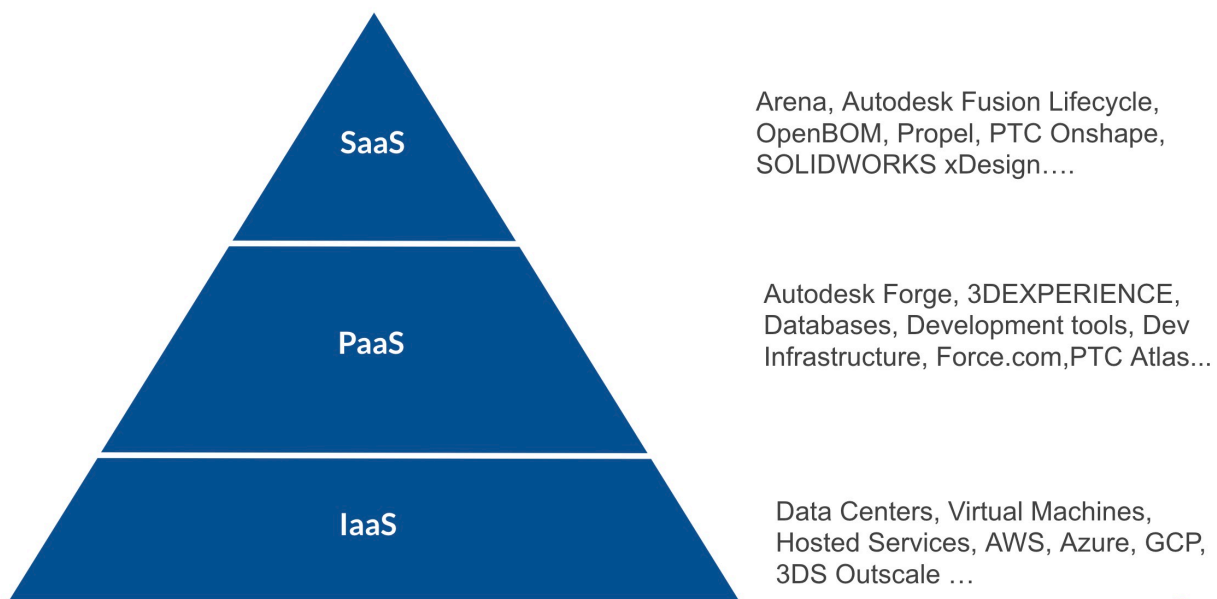 SaaS
Arena, Autodesk Fusion Lifecycle,
OpenBOM, Propel, PTC Onshape,
SOLIDWORKS xDesign….
PaaS
Autodesk Forge, 3DEXPERIENCE,
Databases, Development tools, Dev
Infrastructure, Force.com,PTC Atlas...
IaaS
Data Centers, Virtual Machines,
Hosted Services, AWS, Azure, GCP,
3DS Outscale …